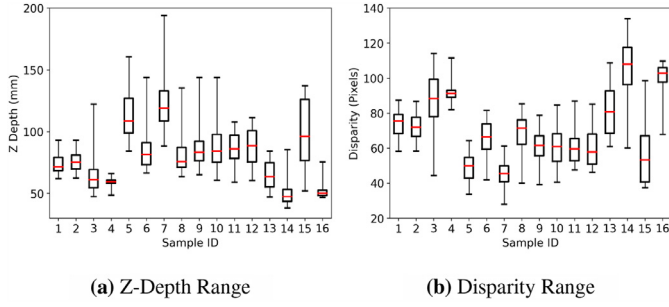 200
150
100
50
Z Depth (mm)
1 2 3 4 5 6 7 8 9 10 11 12 13 14 15 16
Sample ID
(a) Z-Depth Range
140
120
100
80
60
40
20
Disparity (Pixels)
1 2 3 4 5 6 7 8 9 10 11 12 13 14 15 16
Sample ID
(b) Disparity Range